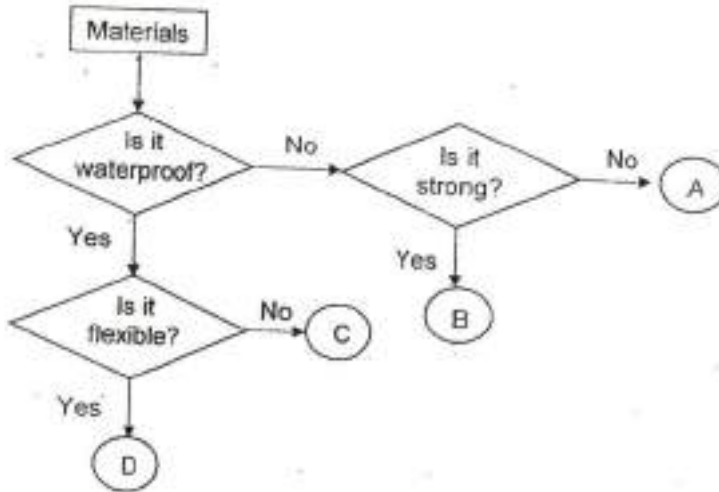 Materials
Is it
waterproof?
No
Is it
strong?
No
A
Yes
Yes
B
Is it
flexible?
No
C
Yes
D